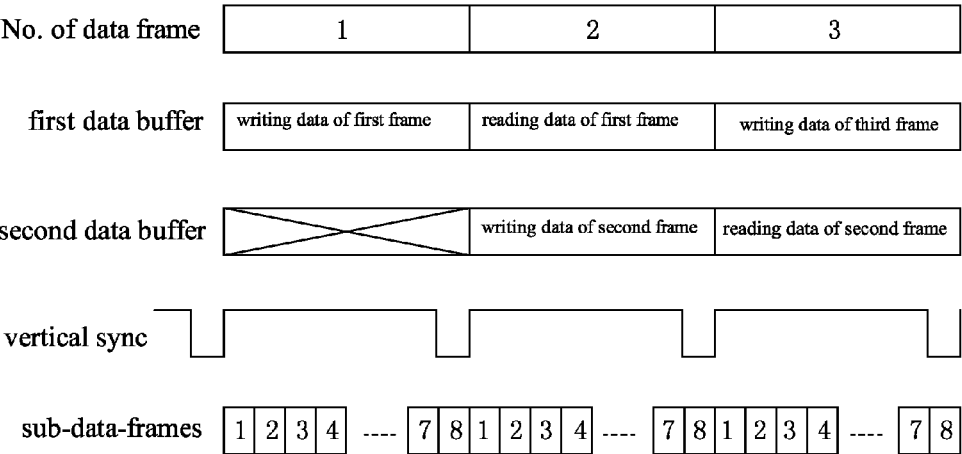 No. of data frame 1 2 3
first data buffer writing data of first frame reading data of first frame writing data of third frame
second data buffer writing data of second frame reading data of second frame
vertical sync
sub-data-frames 1 2 3 4 ---- 7 8 1 2 3 4 ---- 7 8 1 2 3 4 ---- 7 8